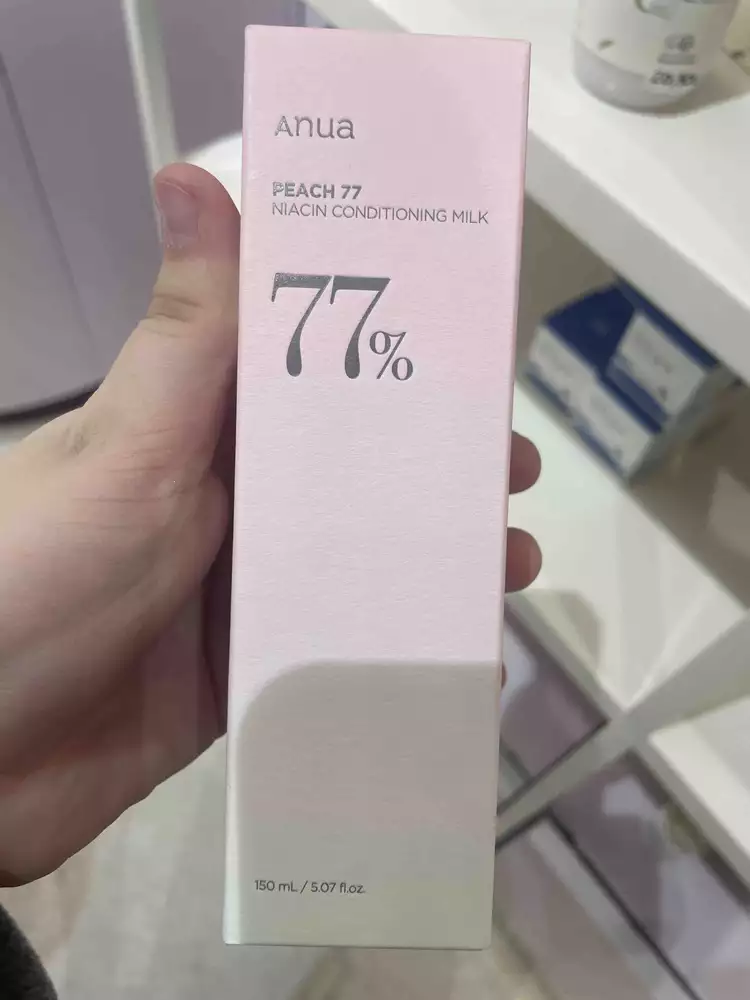 Anua
PEACH 77
NIACIN CONDITIONING MILK
77%
150 mL / 5.07 fl.oz.